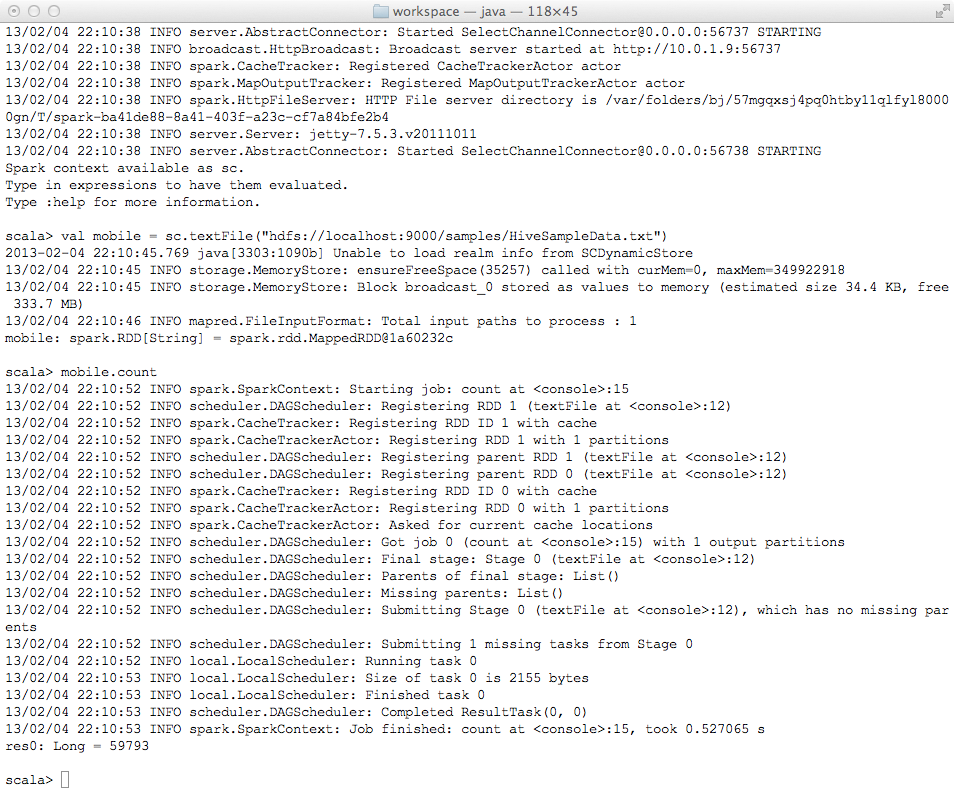 workspace — java — 118×45
13/02/04 22:10:38 INFO server.AbstractConnector: Started SelectChannelConnector@0.0.0.0:56737 STARTING
13/02/04 22:10:38 INFO broadcast.HttpBroadcast: Broadcast server started at http://10.0.1.9:56737
13/02/04 22:10:38 INFO spark.CacheTracker: Registered CacheTrackerActor actor
13/02/04 22:10:38 INFO spark.MapOutputTracker: Registered MapOutputTrackerActor actor
13/02/04 22:10:38 INFO spark.HttpFileServer: HTTP File server directory is /var/folders/bj/57mgqxsj4pq0htby11qlfyl8000
0gn/T/spark-ba41de88-8a41-403f-a23c-cf7a84bfe2b4
13/02/04 22:10:38 INFO server.Server: jetty-7.5.3.v20111011
13/02/04 22:10:38 INFO server.AbstractConnector: Started SelectChannelConnector@0.0.0.0:56738 STARTING
Spark context available as sc.
Type in expressions to have them evaluated.
Type :help for more information.
scala> val mobile = sc.textFile("hdfs://localhost:9000/samples/HiveSampleData.txt")
2013-02-04 22:10:45.769 java[3303:1090b] Unable to load realm info from SCDynamicStore
13/02/04 22:10:45 INFO storage.MemoryStore: ensureFreeSpace(35257) called with curMem=0, maxMem=349922918
13/02/04 22:10:45 INFO storage.MemoryStore: Block broadcast_0 stored as values to memory (estimated size 34.4 KB, free
333.7 MB)
13/02/04 22:10:46 INFO mapred.FileInputFormat: Total input paths to process : 1
mobile: spark.RDD[String] = spark.rdd.MappedRDD@1a60232c
scala> mobile.count
13/02/04 22:10:52 INFO spark.SparkContext: Starting job: count at <console>:15
13/02/04 22:10:52 INFO scheduler.DAGScheduler: Registering RDD 1 (textFile at <console>:12)
13/02/04 22:10:52 INFO spark.CacheTracker: Registering RDD ID 1 with cache
13/02/04 22:10:52 INFO spark.CacheTrackerActor: Registering RDD 1 with 1 partitions
13/02/04 22:10:52 INFO scheduler.DAGScheduler: Registering parent RDD 1 (textFile at <console>:12)
13/02/04 22:10:52 INFO scheduler.DAGScheduler: Registering parent RDD 0 (textFile at <console>:12)
13/02/04 22:10:52 INFO spark.CacheTracker: Registering RDD ID 0 with cache
13/02/04 22:10:52 INFO spark.CacheTrackerActor: Registering RDD 0 with 1 partitions
13/02/04 22:10:52 INFO spark.CacheTrackerActor: Asked for current cache locations
13/02/04 22:10:52 INFO scheduler.DAGScheduler: Got job 0 (count at <console>:15) with 1 output partitions
13/02/04 22:10:52 INFO scheduler.DAGScheduler: Final stage: Stage 0 (textFile at <console>:12)
13/02/04 22:10:52 INFO scheduler.DAGScheduler: Parents of final stage: List()
13/02/04 22:10:52 INFO scheduler.DAGScheduler: Missing parents: List()
13/02/04 22:10:52 INFO scheduler.DAGScheduler: Submitting Stage 0 (textFile at <console>:12), which has no missing par
ents
13/02/04 22:10:52 INFO scheduler.DAGScheduler: Submitting 1 missing tasks from Stage 0
13/02/04 22:10:52 INFO local.LocalScheduler: Running task 0
13/02/04 22:10:53 INFO local.LocalScheduler: Size of task 0 is 2155 bytes
13/02/04 22:10:53 INFO local.LocalScheduler: Finished task 0
13/02/04 22:10:53 INFO scheduler.DAGScheduler: Completed ResultTask(0, 0)
13/02/04 22:10:53 INFO spark.SparkContext: Job finished: count at <console>:15, took 0.527065 s
res0: Long = 59793
scala>